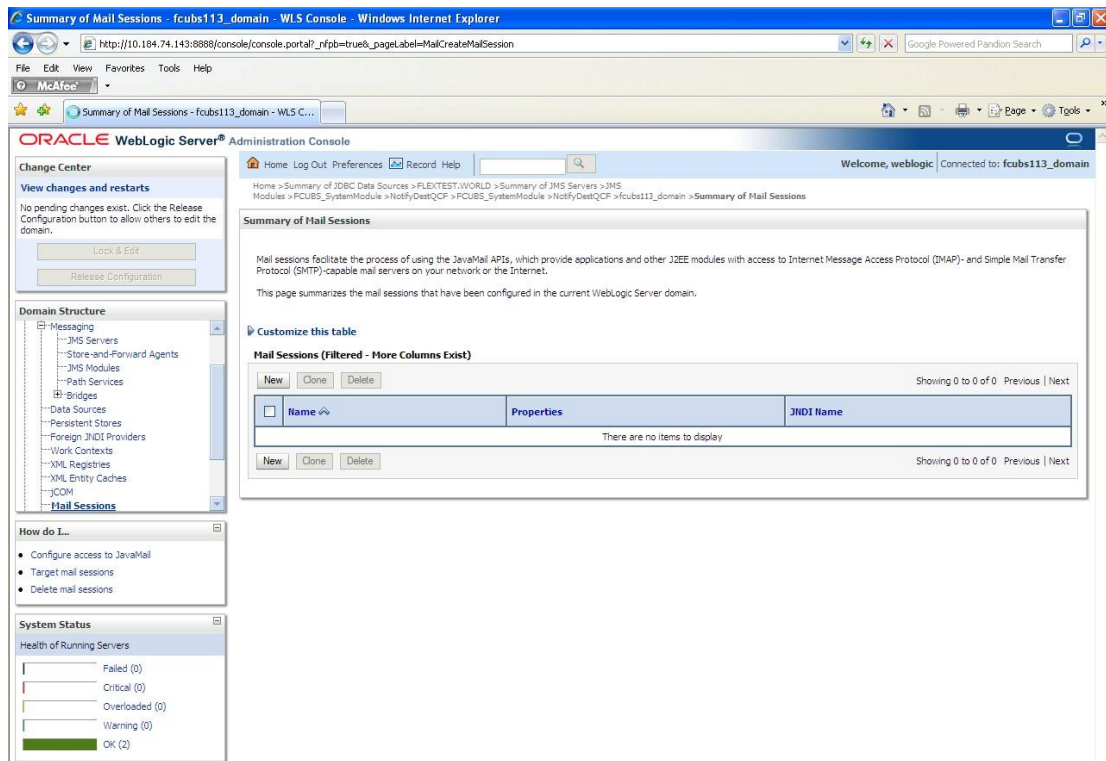 Summary of Mail Sessions - fcubs113_domain - WLS Console - Windows Internet Explorer
http://10.184.74.143:8888/console/console.portal?_nfpb=true&_pageLabel=MailCreateMailSession
Google Powered Pandion Search
File Edit View Favorites Tools Help
McAfee
Summary of Mail Sessions - fcubs113_domain - WLS C...
Page Tools
ORACLE WebLogic Server® Administration Console
Change Center
View changes and restarts
No pending changes exist. Click the Release
Configuration button to allow others to edit the
domain.
Lock & Edit
Release Configuration
Domain Structure
Messaging
JMS Servers
Store-and-Forward Agents
JMS Modules
Path Services
Bridges
Data Sources
Persistent Stores
Foreign JNDI Providers
Work Contexts
XML Registries
XML Entity Caches
jCOM
Mail Sessions
How do I...
Configure access to JavaMail
Target mail sessions
Delete mail sessions
System Status
Health of Running Servers
Failed (0)
Critical (0)
Overloaded (0)
Warning (0)
OK (2)
Home Log Out Preferences Record Help
Welcome, weblogic Connected to: fcubs113_domain
Home >Summary of JDBC Data Sources >FLEXTEST.WORLD >Summary of JMS Servers >JMS
Modules >FCUBS_SystemModule >NotifyDestQCF >FCUBS_SystemModule >NotifyDestQCF >fcubs113_domain >Summary of Mail Sessions
Summary of Mail Sessions
Mail sessions facilitate the process of using the JavaMail APIs, which provide applications and other J2EE modules with access to Internet Message Access Protocol (IMAP)- and Simple Mail Transfer
Protocol (SMTP)-capable mail servers on your network or the Internet.
This page summarizes the mail sessions that have been configured in the current WebLogic Server domain.
Customize this table
Mail Sessions (Filtered - More Columns Exist)
New Clone Delete Showing 0 to 0 of 0 Previous | Next
Name Properties JNDI Name
There are no items to display
New Clone Delete Showing 0 to 0 of 0 Previous | Next